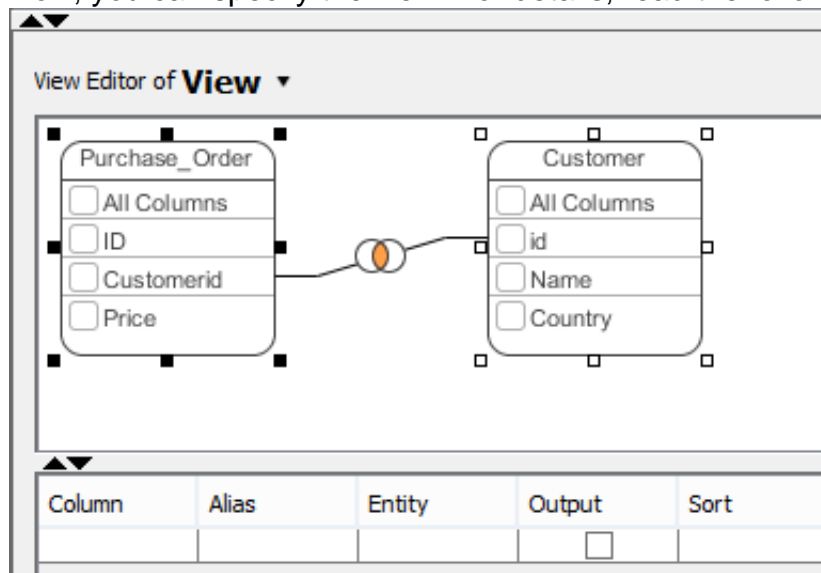 View Editor of View
Purchase_Order
All Columns
ID
Customerid
Price
Customer
All Columns
id
Name
Country
Column Alias Entity Output Sort